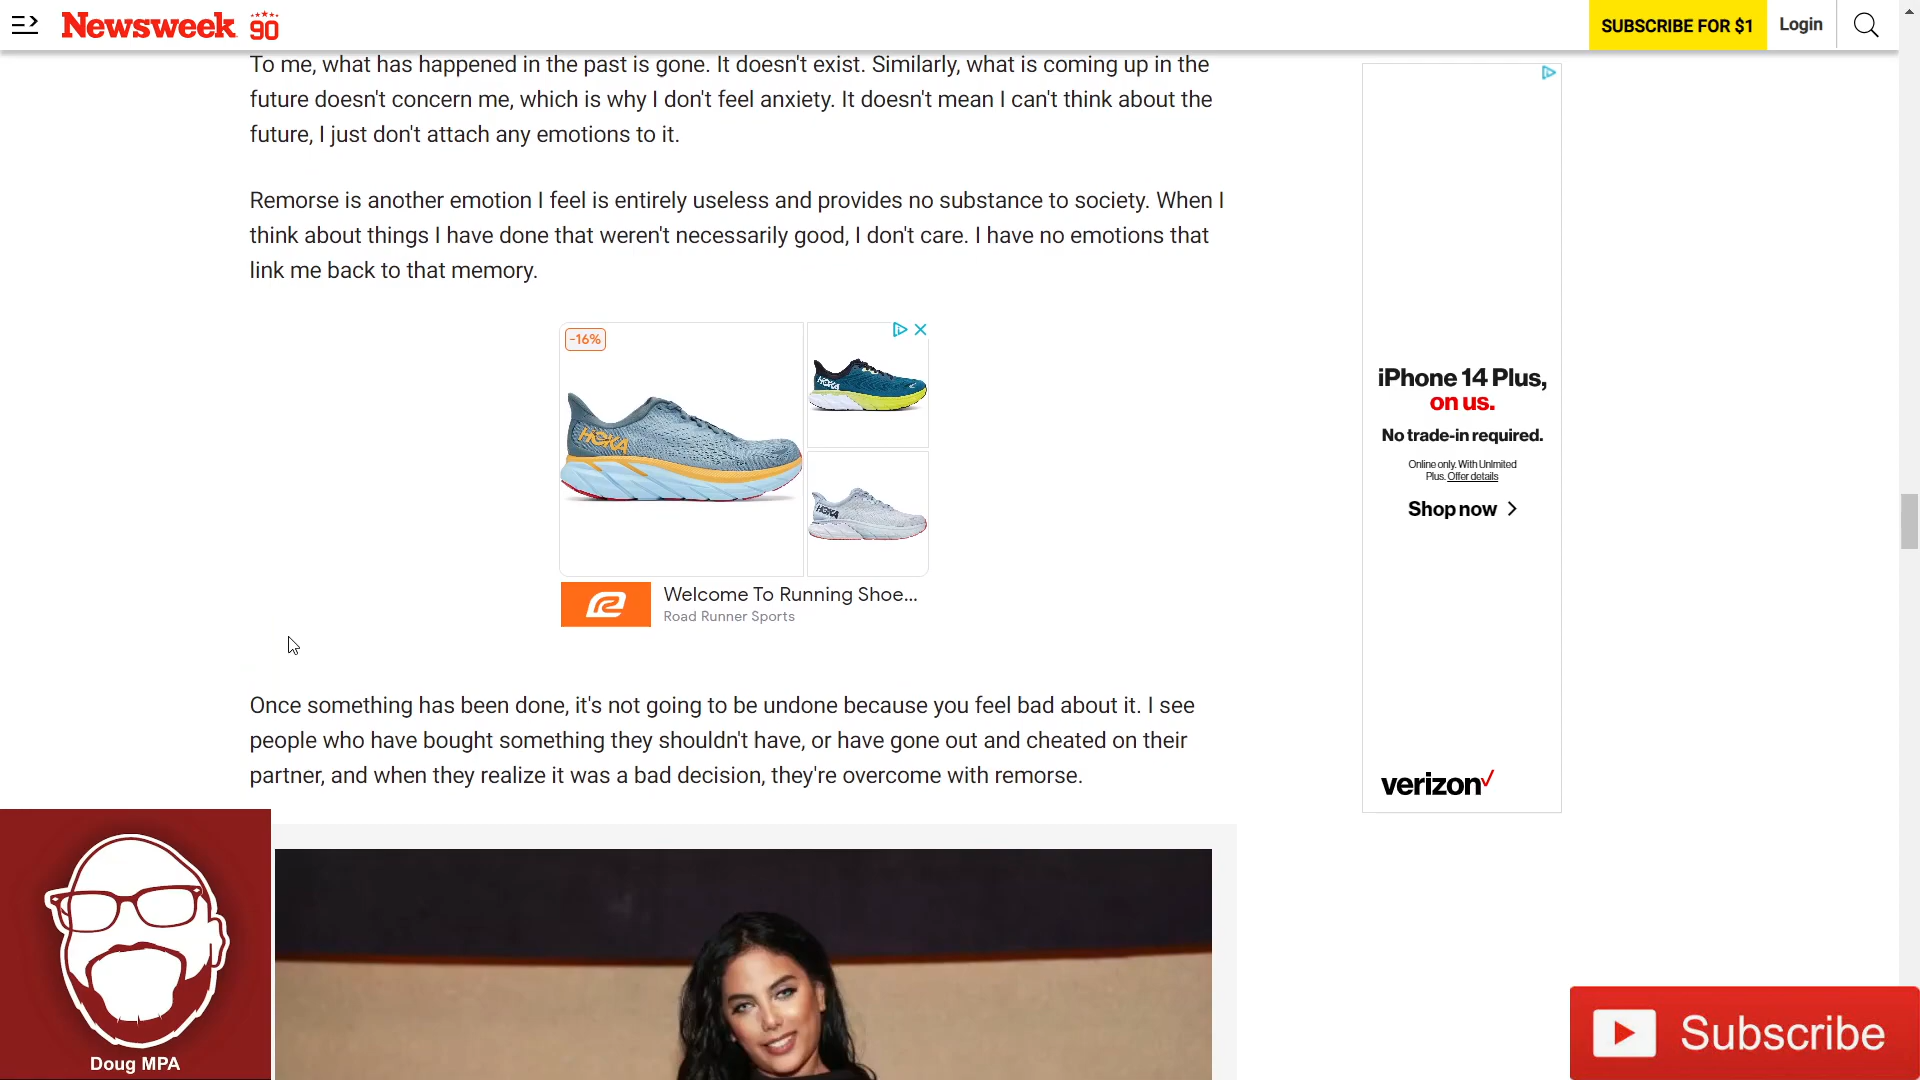 Newsweek 90
SUBSCRIBE FOR $1
Login
To me, what has happened in the past is gone. It doesn't exist. Similarly, what is coming up in the
future doesn't concern me, which is why I don't feel anxiety. It doesn't mean I can't think about the
future, I just don't attach any emotions to it.
Remorse is another emotion I feel is entirely useless and provides no substance to society. When I
think about things I have done that weren't necessarily good, I don't care. I have no emotions that
link me back to that memory.
-16%
HOKA
HOKA
HOKA
Welcome To Running Shoe...
Road Runner Sports
iPhone 14 Plus,
on us.
No trade-in required.
Online only. With Unlmited
Plus. Offer details
Shop now
verizon
Once something has been done, it's not going to be undone because you feel bad about it. I see
people who have bought something they shouldn't have, or have gone out and cheated on their
partner, and when they realize it was a bad decision, they're overcome with remorse.
Doug MPA
Subscribe